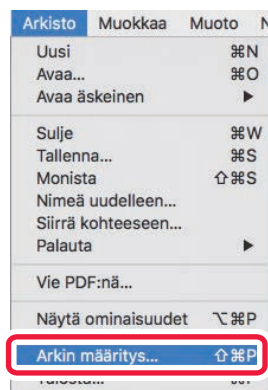 Arkisto Muokkaa Muoto
Uusi ⌘N
Avaa... ⌘O
Avaa äskeinen ▶
Sulje ⌘W
Tallenna... ⌘S
Monista ⇧⌘S
Nimeä uudelleen...
Siirrä kohteeseen...
Palauta ▶
Vie PDF:nä...
Näytä ominaisuudet ⌥⌘P
Arkin määritys... ⇧⌘P